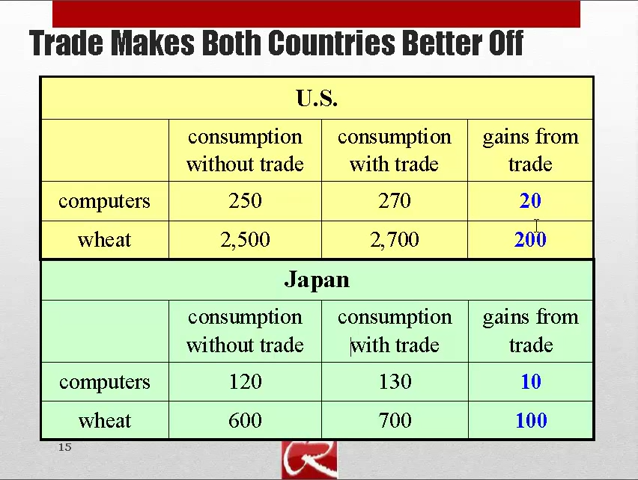 Trade Makes Both Countries Better Off
U.S.
consumption without trade consumption with trade gains from trade
computers 250 270 20
wheat 2,500 2,700 200
Japan
consumption without trade consumption with trade gains from trade
computers 120 130 10
wheat 600 700 100
15
R